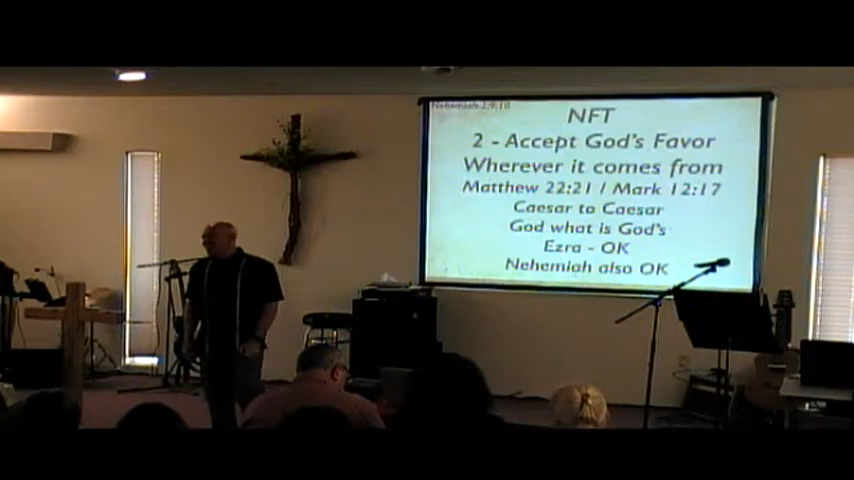 Nehemiah 2:9,10
NFT
2 - Accept God's Favor
Wherever it comes from
Matthew 22:21 / Mark 12:17
Caesar to Caesar
God what is God's
Ezra - OK
Nehemiah also OK